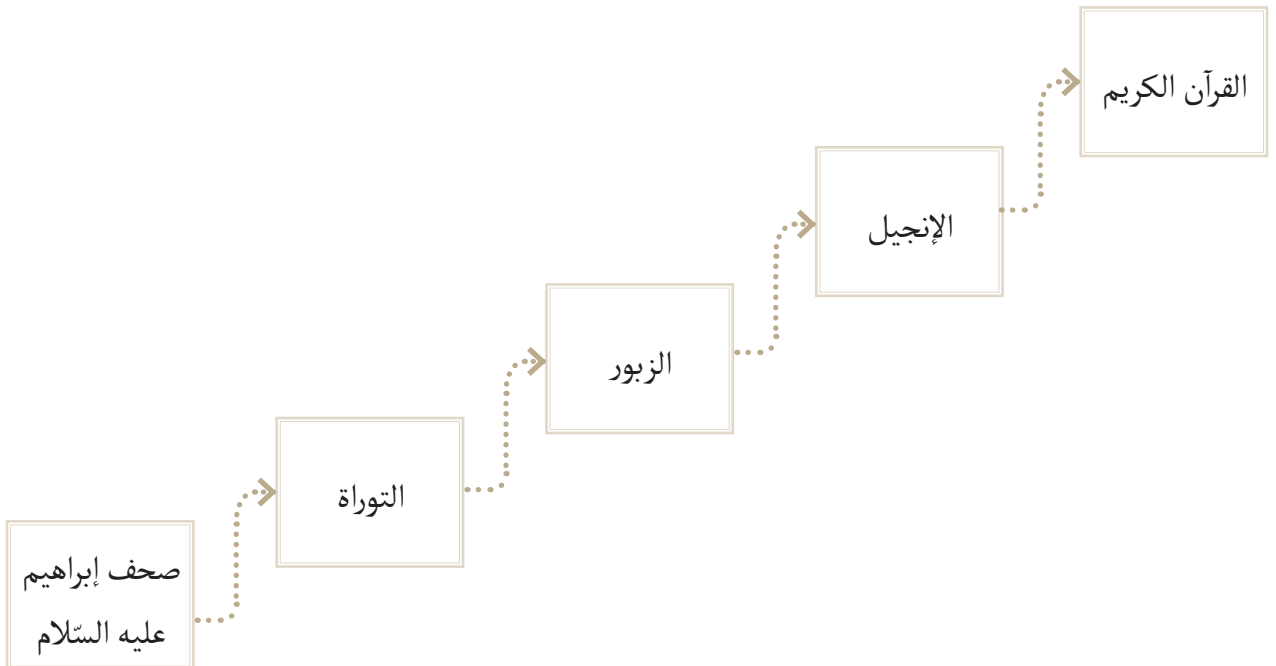 القرآن الكريم
الإنجيل
الزبور
التوراة
صحف إبراهيم
عليه السّلام